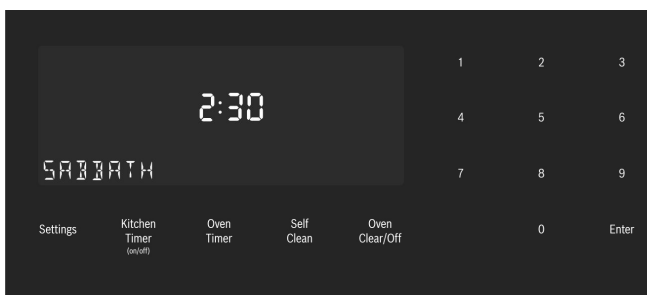 2:30
SABBATH
Settings
Kitchen
Timer
(on/off)
Oven
Timer
Self
Clean
Oven
Clear/Off
1 2 3
4 5 6
7 8 9
0 Enter